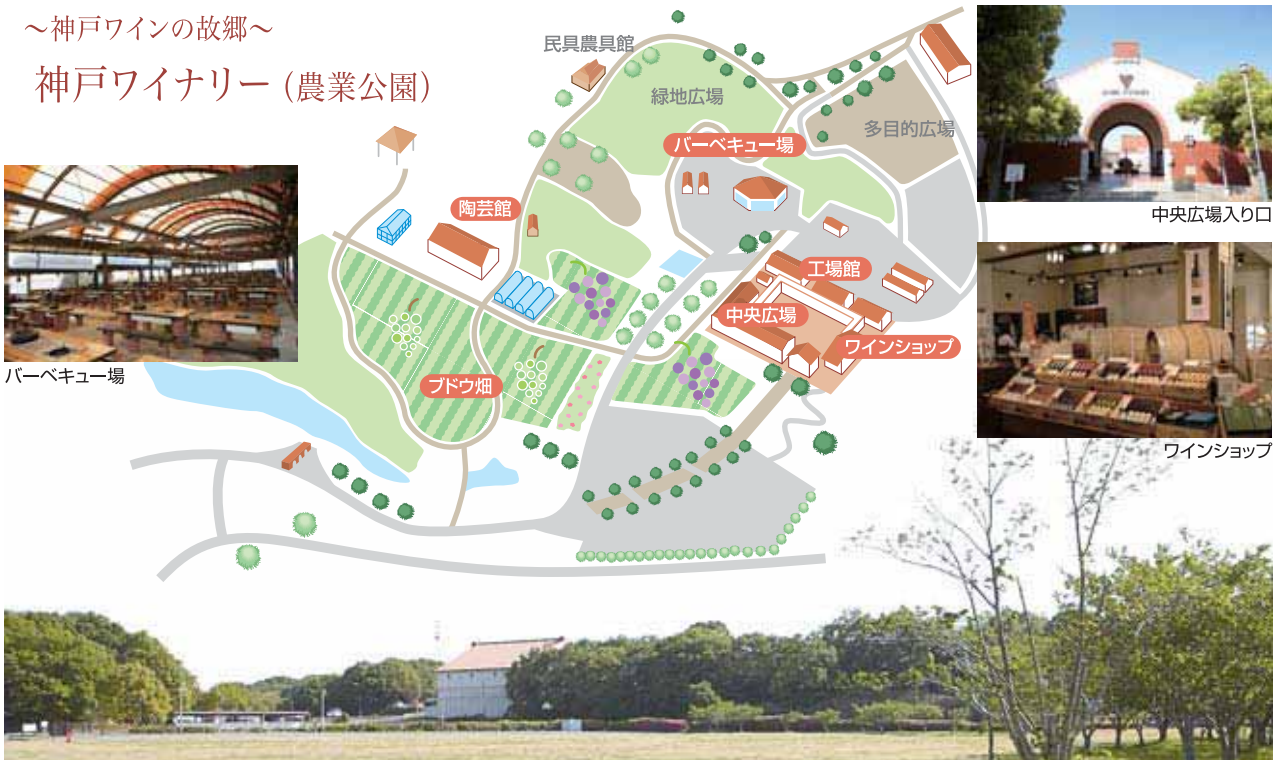 ～神戸ワインの故郷～
神戸ワイナリー（農業公園）
民具農具館
緑地広場
多目的広場
バーベキュー場
陶芸館
工場館
中央広場
ワインショップ
ブドウ畑
バーベキュー場
中央広場入り口
ワインショップ